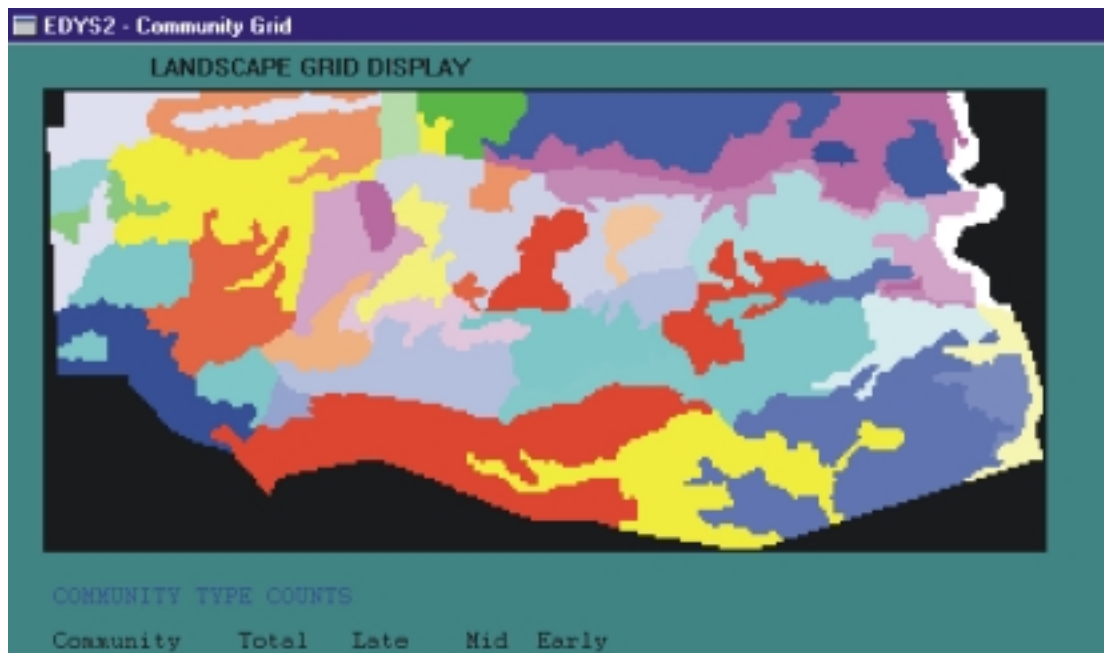 EDYS2 - Community Grid
LANDSCAPE GRID DISPLAY
COMMUNITY TYPE COUNTS
Community Total Late Mid Early